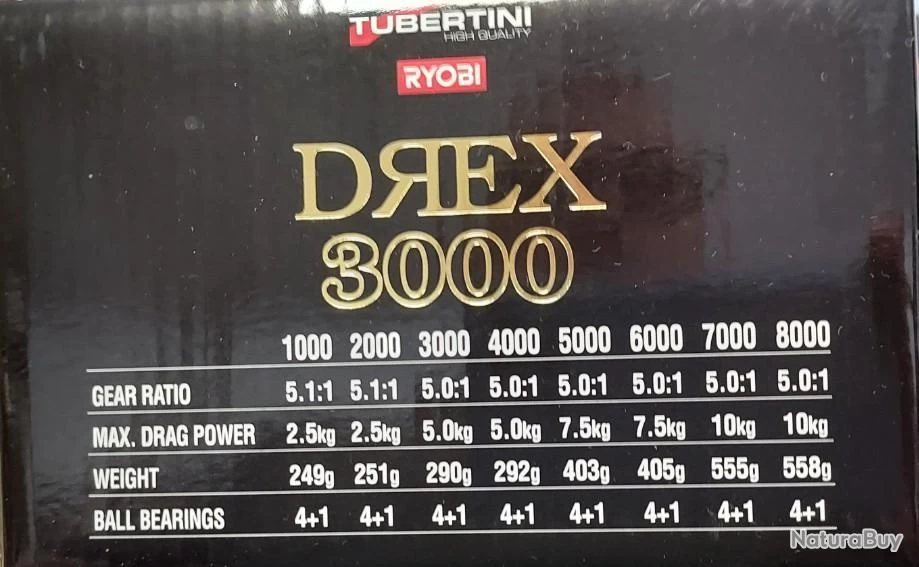 TUBERTINI
HIGH QUALITY
RYOBI
DЯEX
3000
1000 2000 3000 4000 5000 6000 7000 8000
GEAR RATIO 5.1:1 5.1:1 5.0:1 5.0:1 5.0:1 5.0:1 5.0:1 5.0:1
MAX. DRAG POWER 2.5kg 2.5kg 5.0kg 5.0kg 7.5kg 7.5kg 10kg 10kg
WEIGHT 249g 251g 290g 292g 403g 405g 555g 558g
BALL BEARINGS 4+1 4+1 4+1 4+1 4+1 4+1 4+1 4+1
NaturaBuy